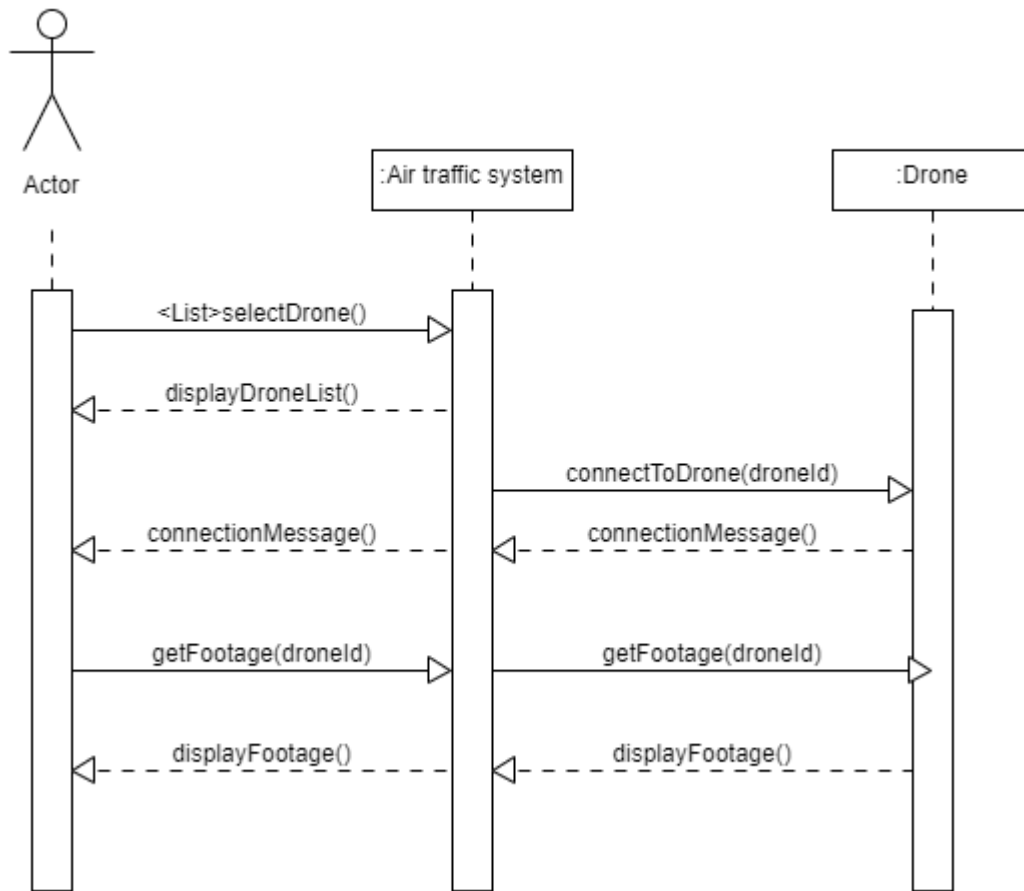 Actor
:Air traffic system
:Drone
<List>selectDrone()
displayDroneList()
connectToDrone(droneId)
connectionMessage()
connectionMessage()
getFootage(droneId)
getFootage(droneId)
displayFootage()
displayFootage()